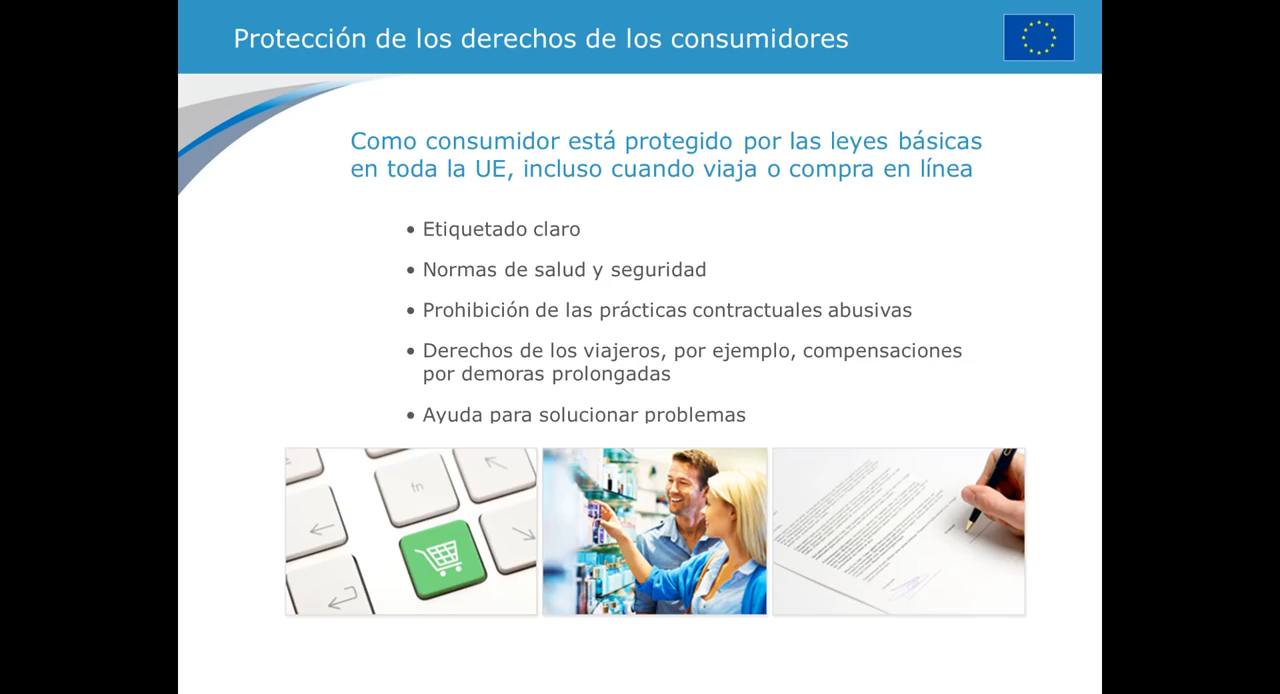 Protección de los derechos de los consumidores
Como consumidor está protegido por las leyes básicas
en toda la UE, incluso cuando viaja o compra en línea
• Etiquetado claro
• Normas de salud y seguridad
• Prohibición de las prácticas contractuales abusivas
• Derechos de los viajeros, por ejemplo, compensaciones
por demoras prolongadas
• Ayuda para solucionar problemas
fn